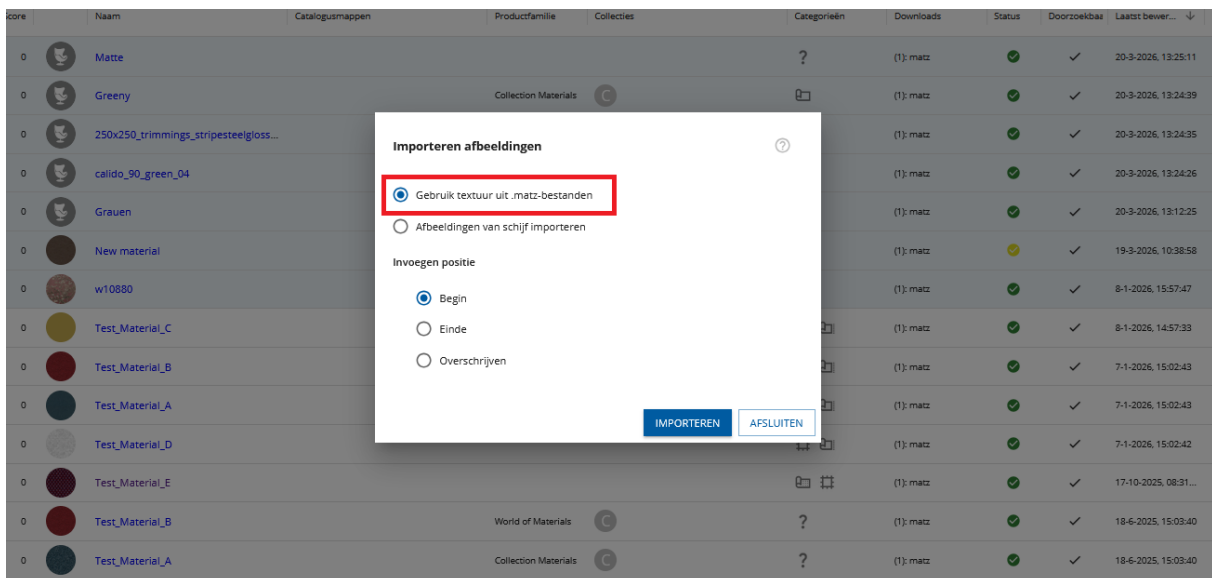 Score Naam Catalogusmappen Productfamilie Collecties Categorieën Downloads Status Doorzoekbaa Laatst bewer...
0 Matte ? (1): matz 20-3-2026, 13:25:11
0 Greeny Collection Materials C (1): matz 20-3-2026, 13:24:39
0 250x250_trimmings_stripesteelgloss... (1): matz 20-3-2026, 13:24:35
0 calido_90_green_04 (1): matz 20-3-2026, 13:24:26
0 Grauen (1): matz 20-3-2026, 13:12:25
0 New material (1): matz 19-3-2026, 10:38:58
0 w10880 (1): matz 8-1-2026, 15:57:47
0 Test_Material_C (1): matz 8-1-2026, 14:57:33
0 Test_Material_B (1): matz 7-1-2026, 15:02:43
0 Test_Material_A (1): matz 7-1-2026, 15:02:43
0 Test_Material_D (1): matz 7-1-2026, 15:02:42
0 Test_Material_E (1): matz 17-10-2025, 08:31...
0 Test_Material_B World of Materials C ? (1): matz 18-6-2025, 15:03:40
0 Test_Material_A Collection Materials C ? (1): matz 18-6-2025, 15:03:40
Importeren afbeeldingen ?
Gebruik textuur uit .matz-bestanden
Afbeeldingen van schijf importeren
Invoegen positie
Begin
Einde
Overschrijven
IMPORTEREN AFSLUITEN